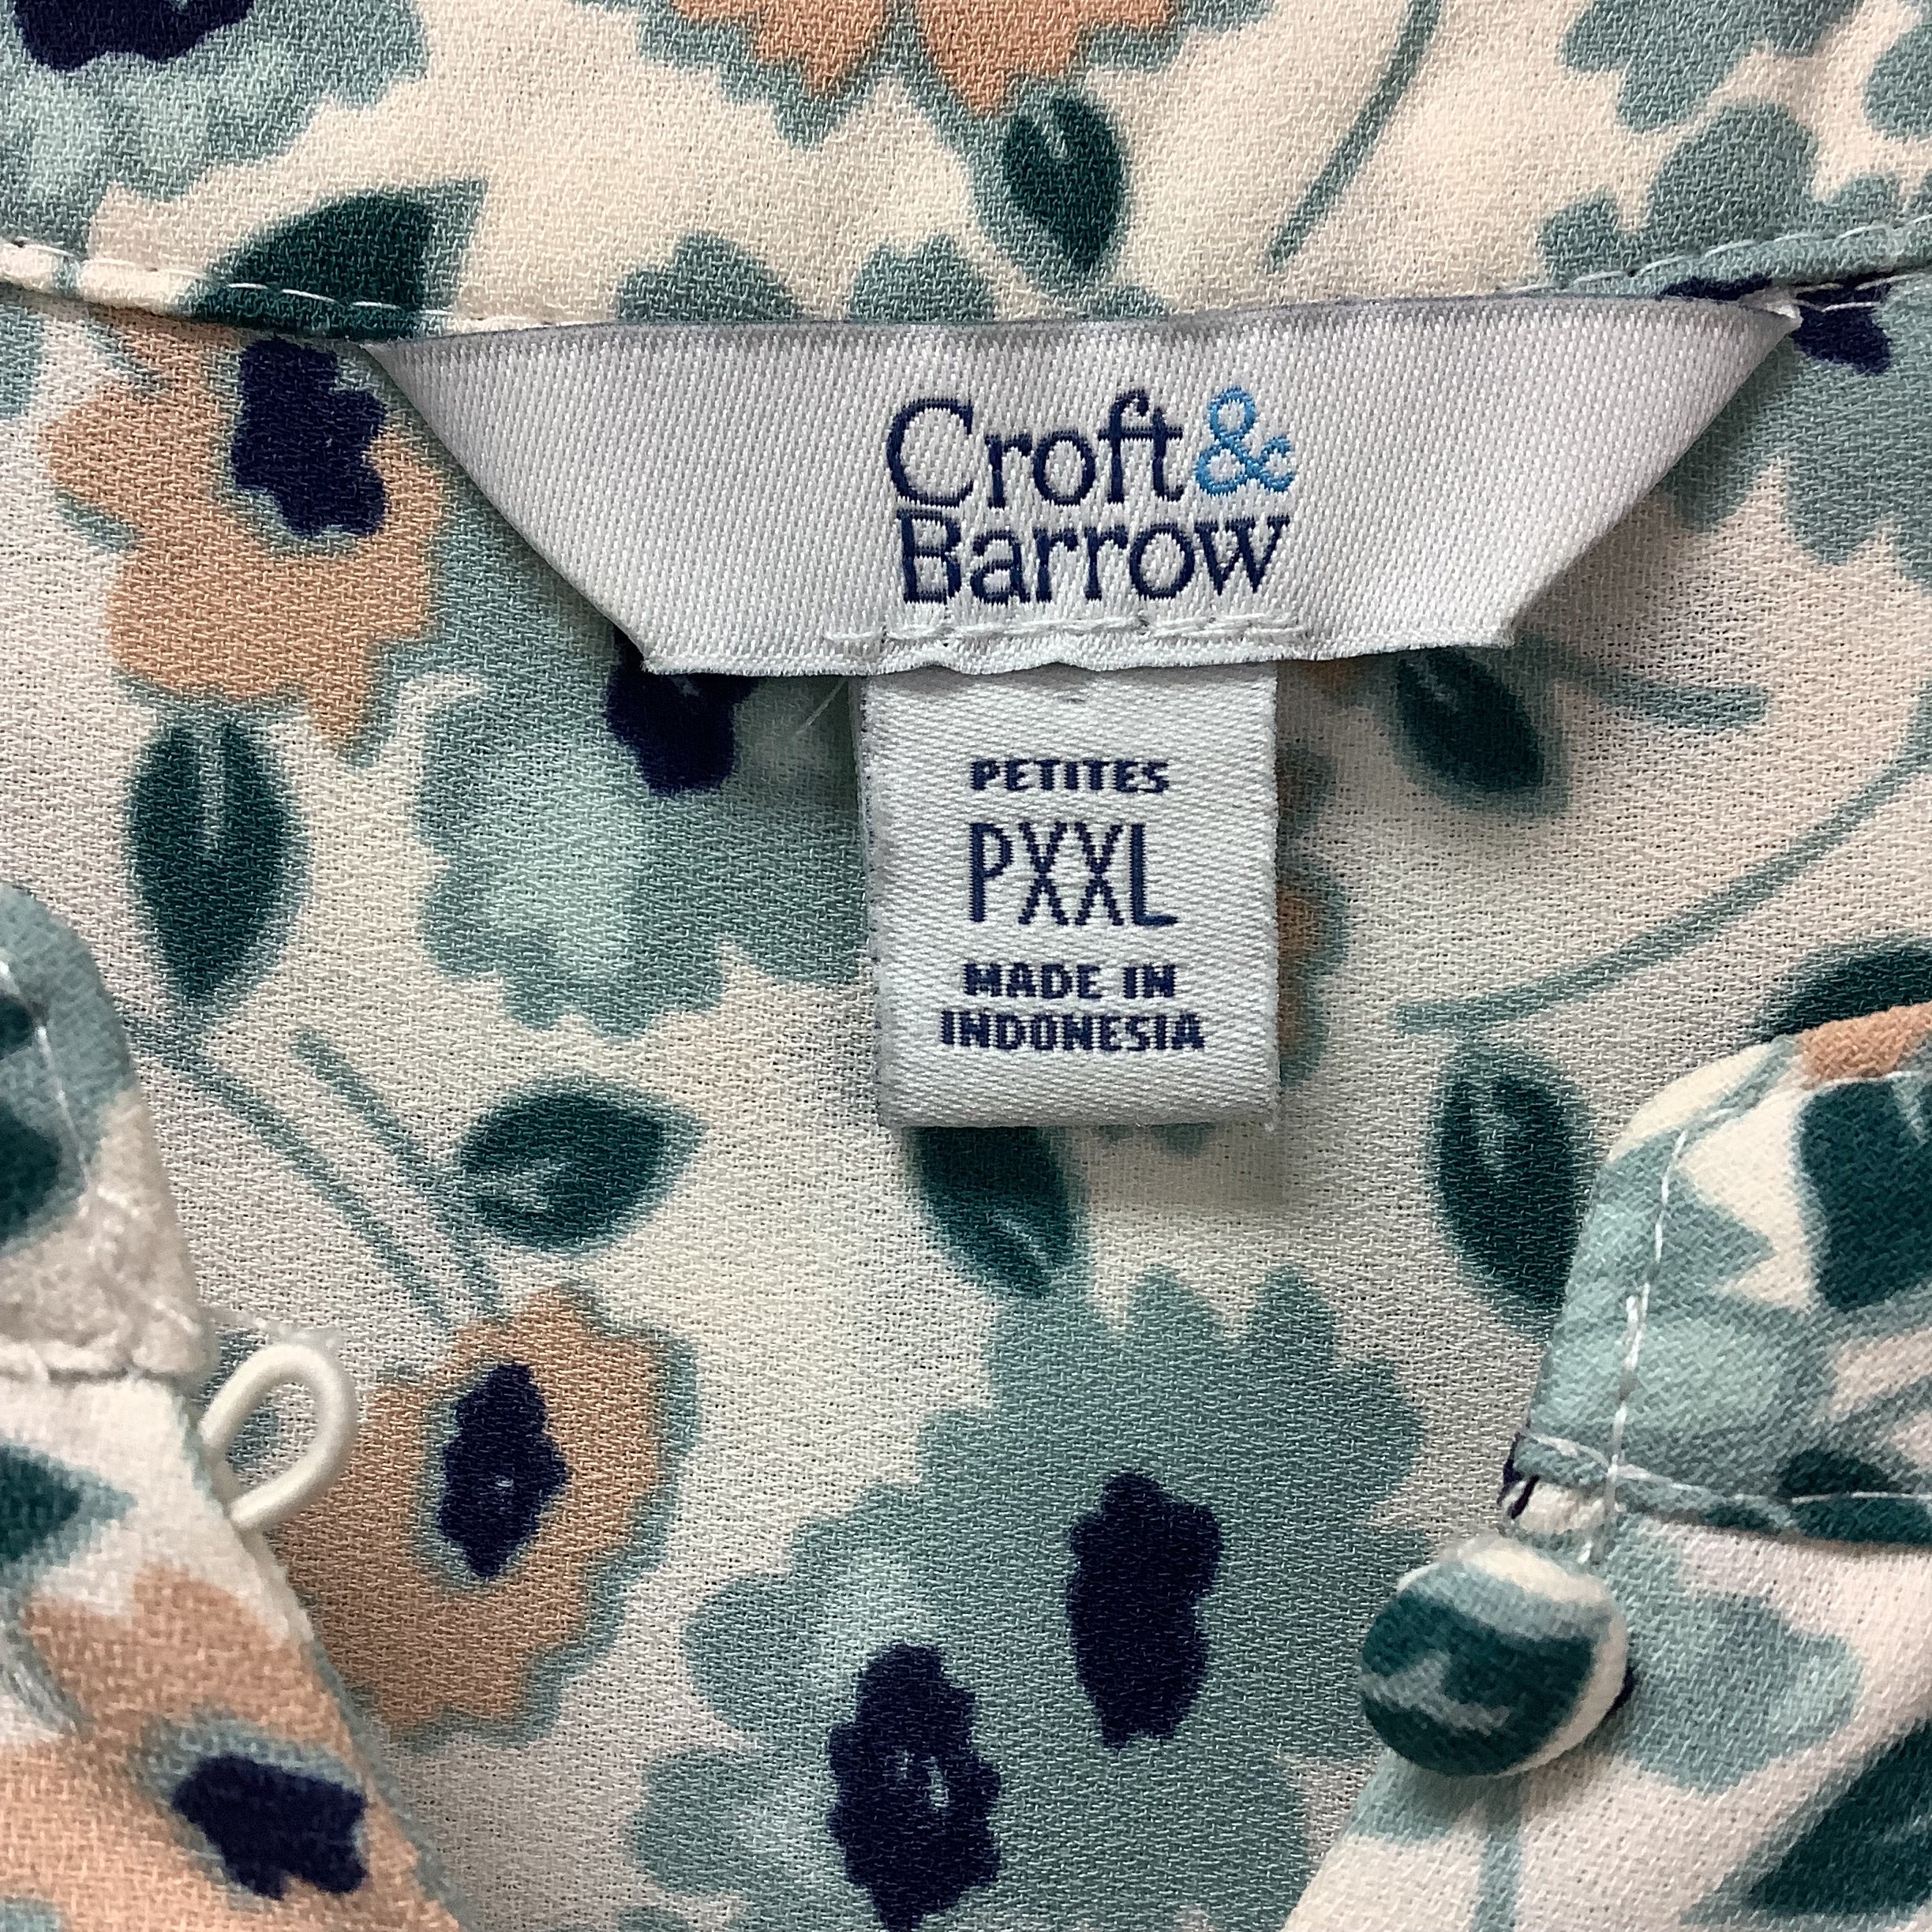 Croft&
Barrow
PETITES
PXXL
MADE IN
INDONESIA